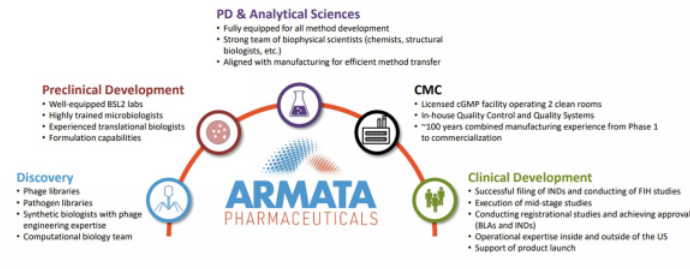 PD & Analytical Sciences
• Fully equipped for all method development
• Strong team of biophysical scientists (chemists, structural
biologists, etc.)
• Aligned with manufacturing for efficient method transfer
Preclinical Development
• Well-equipped BSL2 labs
• Highly trained microbiologists
• Experienced translational biologists
• Formulation capabilities
CMC
• Licensed cGMP facility operating 2 clean rooms
• In-house Quality Control and Quality Systems
• ~100 years combined manufacturing experience from Phase 1
to commercialization
Discovery
• Phage libraries
• Pathogen libraries
• Synthetic biologists with phage
engineering expertise
• Computational biology team
ARMATA
PHARMACEUTICALS
Clinical Development
• Successful filing of INDs and conducting of FIH studies
• Execution of mid-stage studies
• Conducting registrational studies and achieving approval
(BLAs and INDs)
• Operational expertise inside and outside of the US
• Support of product launch